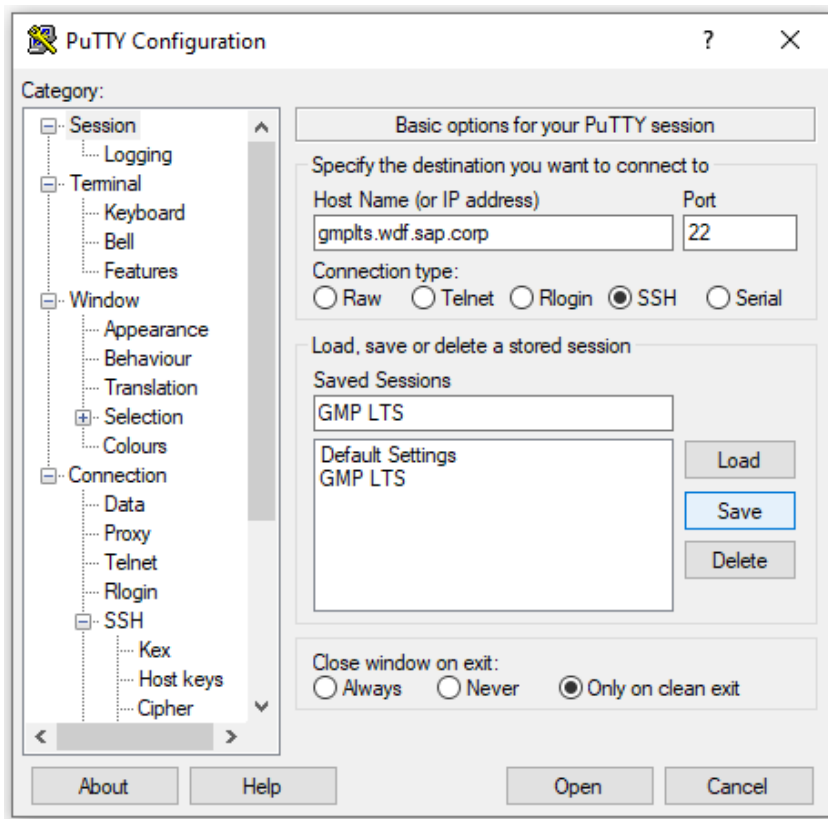 PuTTY Configuration
?
Category:
Session
Logging
Terminal
Keyboard
Bell
Features
Window
Appearance
Behaviour
Translation
Selection
Colours
Connection
Data
Proxy
Telnet
Rlogin
SSH
Kex
Host keys
Cipher
Basic options for your PuTTY session
Specify the destination you want to connect to
Host Name (or IP address) Port
gmplts.wdf.sap.corp 22
Connection type:
Raw Telnet Rlogin SSH Serial
Load, save or delete a stored session
Saved Sessions
GMP LTS
Default Settings
GMP LTS
Load
Save
Delete
Close window on exit:
Always Never Only on clean exit
About Help Open Cancel